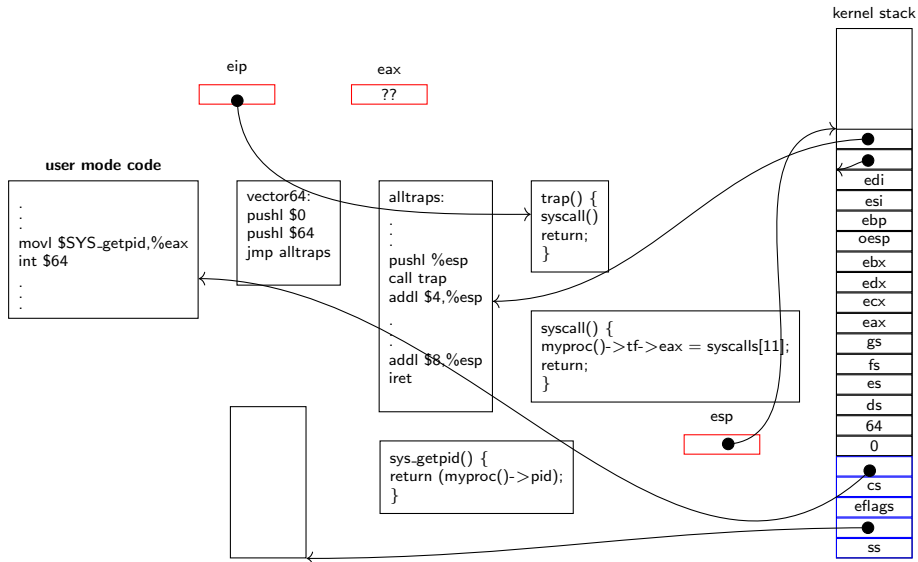 kernel stack
eip
eax
??
user mode code
.
.
.
movl $SYS_getpid,%eax
int $64
.
.
.
vector64:
pushl $0
pushl $64
jmp alltraps
alltraps:
.
.
.
pushl %esp
call trap
addl $4,%esp
.
.
.
addl $8,%esp
iret
trap() {
syscall()
return;
}
syscall() {
myproc()->tf->eax = syscalls[11];
return;
}
esp
sys_getpid() {
return (myproc()->pid);
}
edi
esi
ebp
oesp
ebx
edx
ecx
eax
gs
fs
es
ds
64
0
cs
eflags
ss